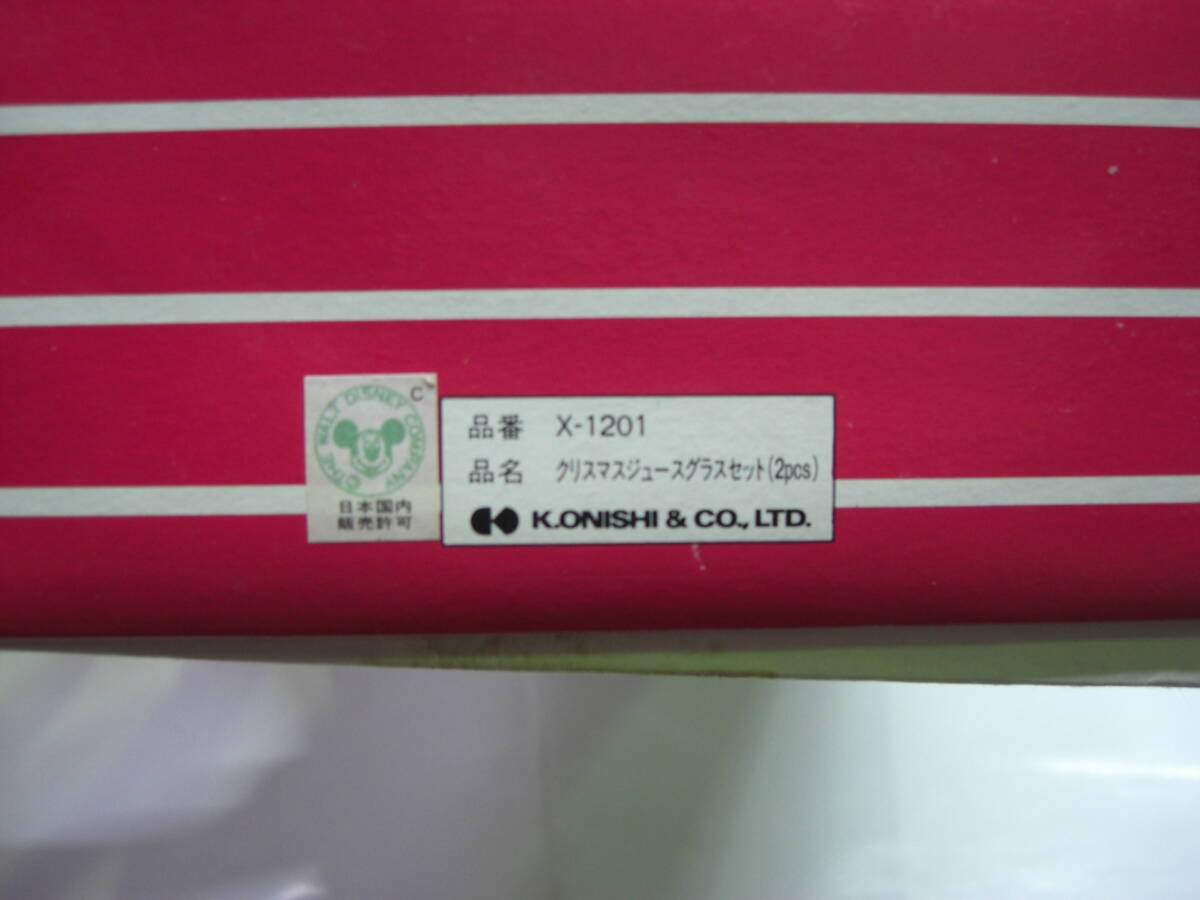 C
©THE WALT DISNEY COMPANY
日本国内
販売許可
品番 X-1201
品名 クリスマスジュースグラスセット(2pcs)
K.ONISHI & CO., LTD.